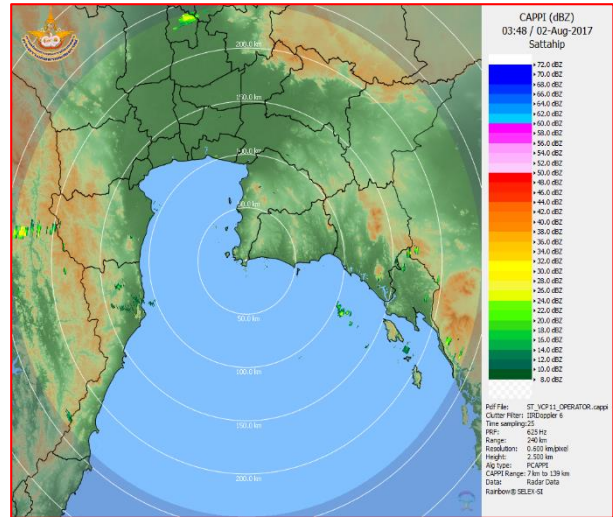 CAPPI (dBZ)
03:48 / 02-Aug-2017
Sattahip
72.0 dBZ
70.0 dBZ
68.0 dBZ
66.0 dBZ
64.0 dBZ
62.0 dBZ
60.0 dBZ
58.0 dBZ
56.0 dBZ
54.0 dBZ
52.0 dBZ
50.0 dBZ
48.0 dBZ
46.0 dBZ
44.0 dBZ
42.0 dBZ
40.0 dBZ
38.0 dBZ
36.0 dBZ
34.0 dBZ
32.0 dBZ
30.0 dBZ
28.0 dBZ
26.0 dBZ
24.0 dBZ
22.0 dBZ
20.0 dBZ
18.0 dBZ
16.0 dBZ
14.0 dBZ
12.0 dBZ
10.0 dBZ
8.0 dBZ
Pdf File: ST_VCP11_OPERATOR.cappi
Clutter Filter: IIRDoppler 6
Time sampling: 25
PRF: 625 Hz
Range: 240 km
Resolution: 0.600 km/pixel
Height: 2.500 km
Alg type: PCAPPI
CAPPI Range: 7 km to 139 km
Data: Radar Data
Rainbow® SELEX-SI
200.0 km
150.0 km
100.0 km
50.0 km
50.0 km
100.0 km
150.0 km
200.0 km